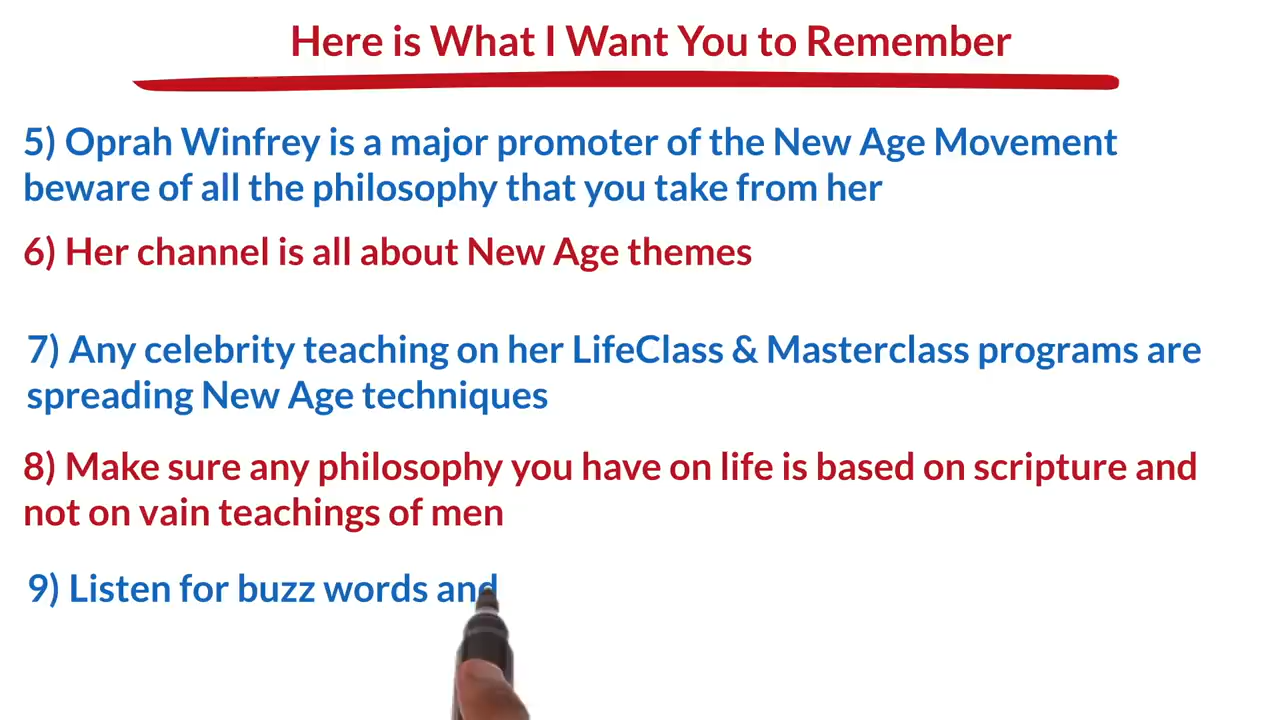 Here is What I Want You to Remember
5) Oprah Winfrey is a major promoter of the New Age Movement
beware of all the philosophy that you take from her
6) Her channel is all about New Age themes
7) Any celebrity teaching on her LifeClass & Masterclass programs are
spreading New Age techniques
8) Make sure any philosophy you have on life is based on scripture and
not on vain teachings of men
9) Listen for buzz words and